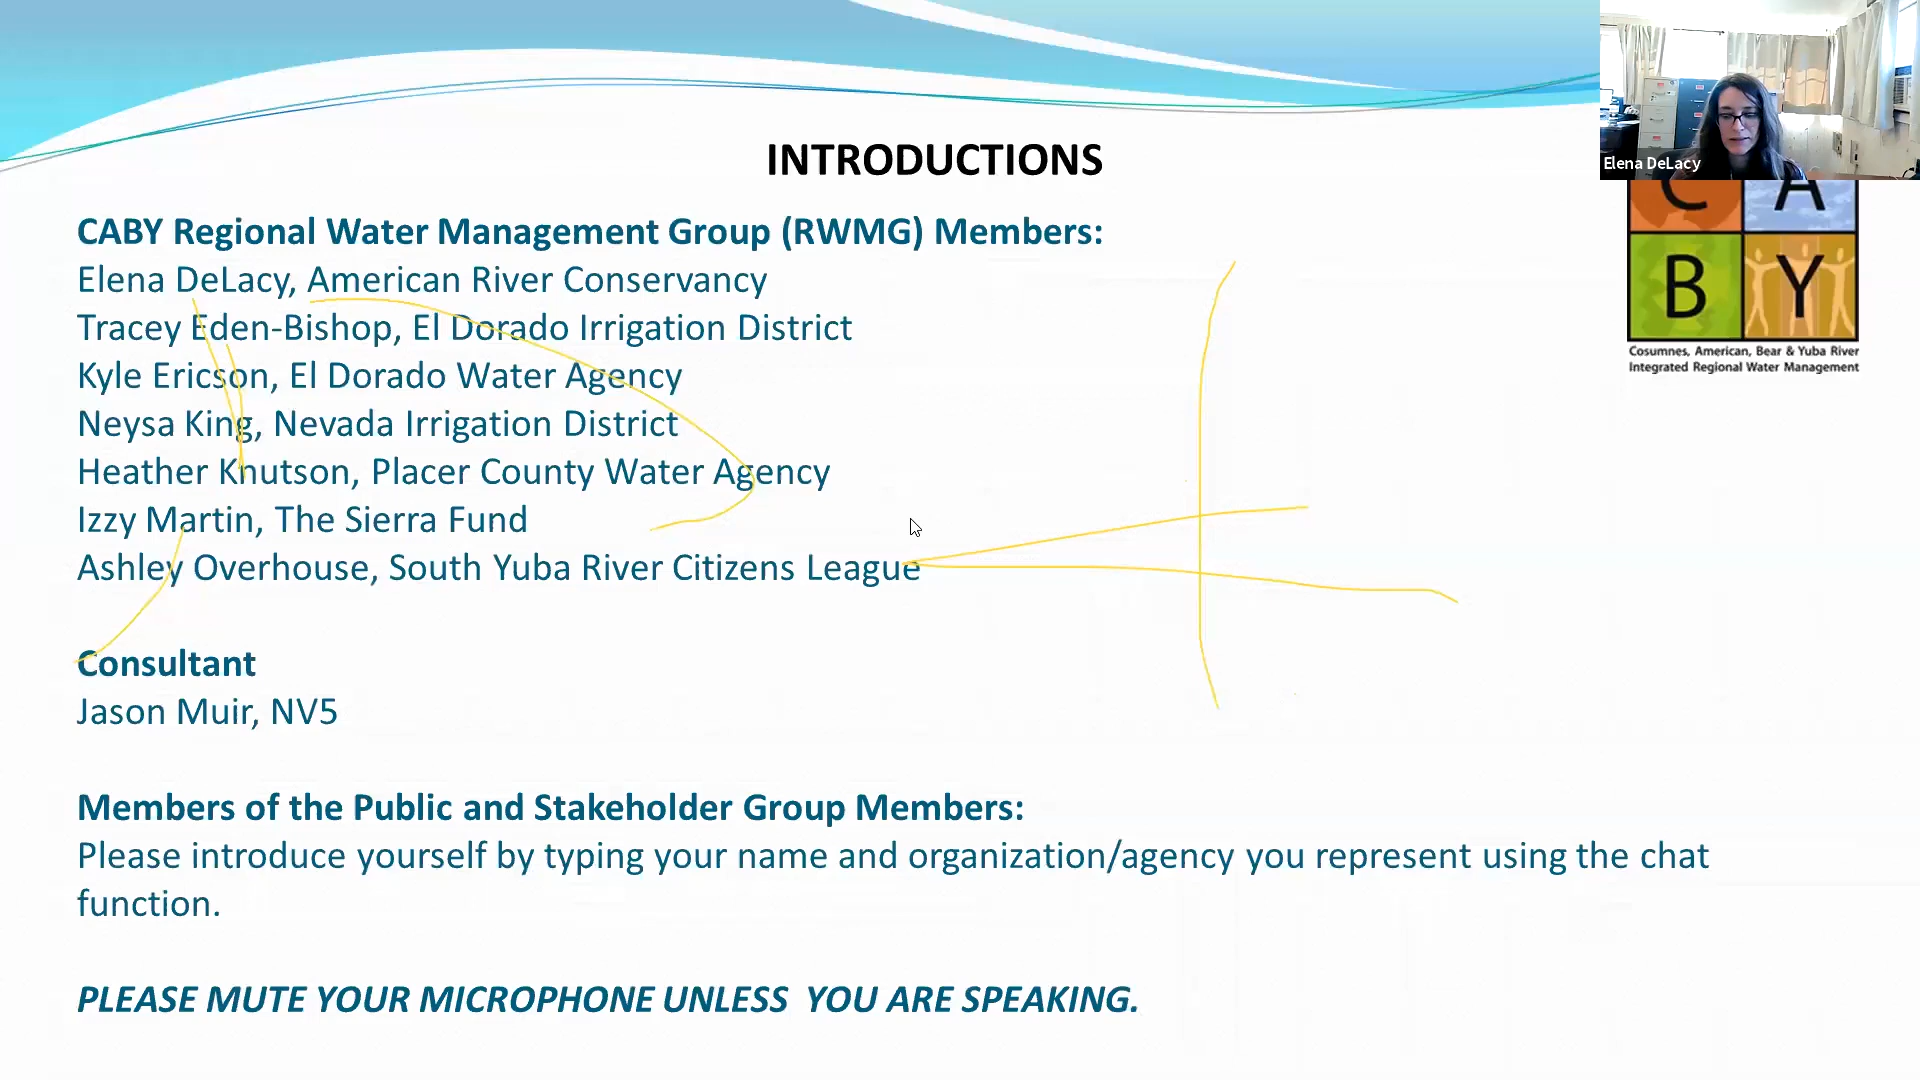 Elena DeLacy
INTRODUCTIONS
C A
B Y
Cosumnes, American, Bear & Yuba River
Integrated Regional Water Management
CABY Regional Water Management Group (RWMG) Members:
Elena DeLacy, American River Conservancy
Tracey Eden-Bishop, El Dorado Irrigation District
Kyle Ericson, El Dorado Water Agency
Neysa King, Nevada Irrigation District
Heather Knutson, Placer County Water Agency
Izzy Martin, The Sierra Fund
Ashley Overhouse, South Yuba River Citizens League
Consultant
Jason Muir, NV5
Members of the Public and Stakeholder Group Members:
Please introduce yourself by typing your name and organization/agency you represent using the chat
function.
PLEASE MUTE YOUR MICROPHONE UNLESS YOU ARE SPEAKING.